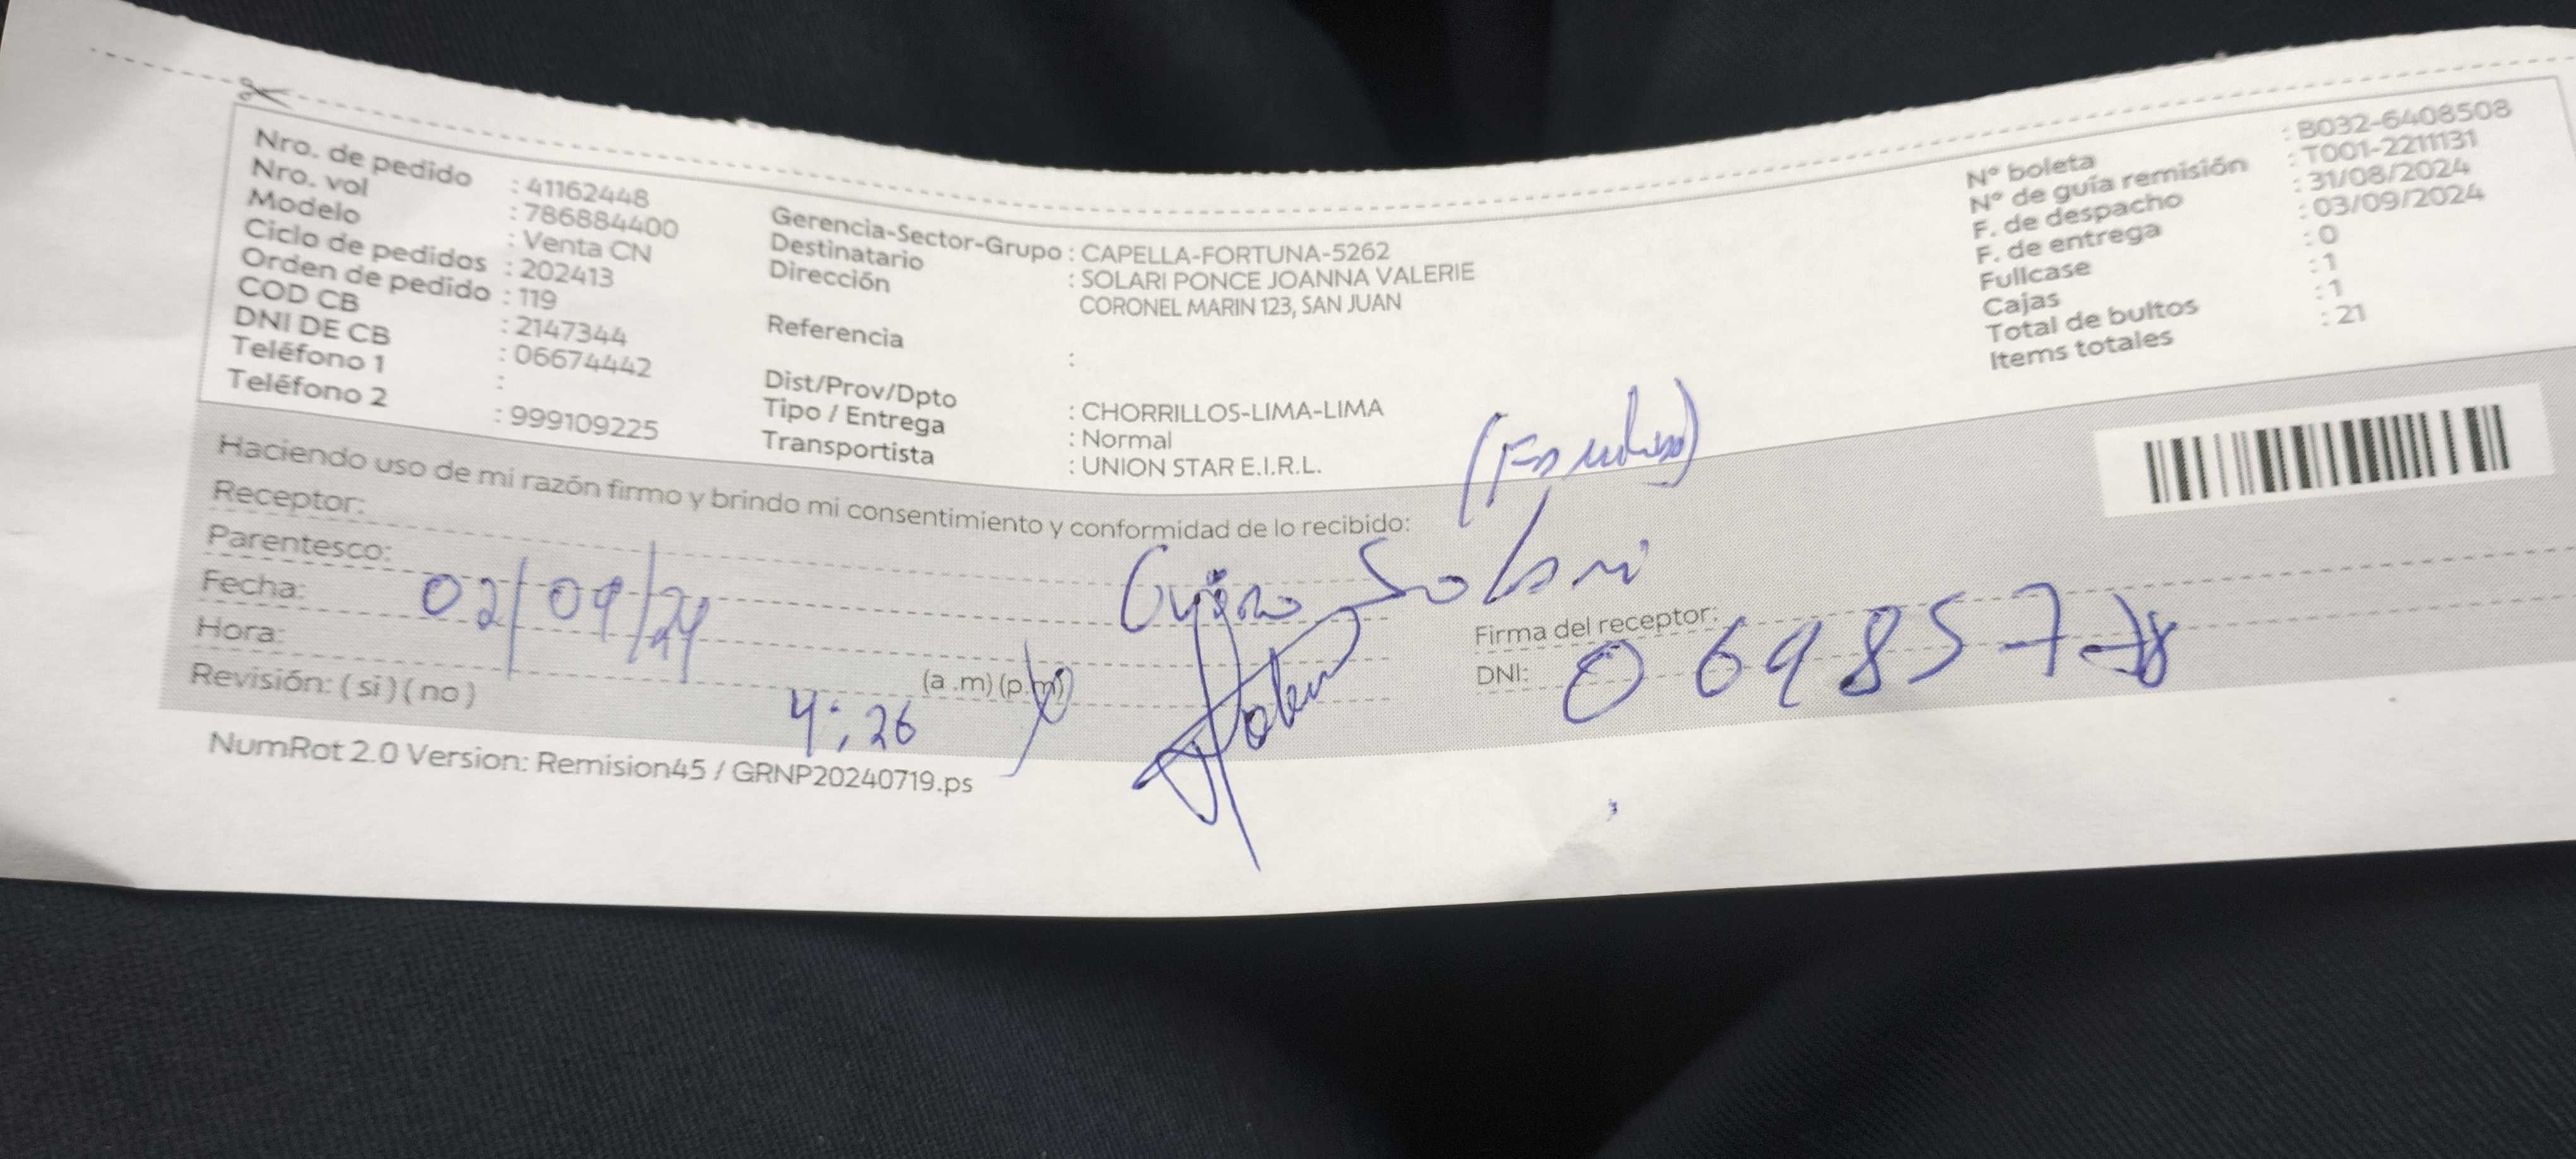 Nro. de pedido : 41162448
Nro. vol : 786884400
Modelo : Venta CN
Ciclo de pedidos : 202413
Orden de pedido : 119
COD CB : 2147344
DNI DE CB : 06674442
Teléfono 1 :
Teléfono 2 : 999109225
Gerencia-Sector-Grupo : CAPELLA-FORTUNA-5262
Destinatario : SOLARI PONCE JOANNA VALERIE
Dirección CORONEL MARIN 123, SAN JUAN
Referencia :
Dist/Prov/Dpto : CHORRILLOS-LIMA-LIMA
Tipo / Entrega : Normal
Transportista : UNION STAR E.I.R.L.
N° boleta : B032-6408508
N° de guía remisión : T001-2211131
F. de despacho : 31/08/2024
F. de entrega : 03/09/2024
Fullcase : 0
Cajas : 1
Total de bultos : 1
Items totales : 21
Haciendo uso de mi razón firmo y brindo mi consentimiento y conformidad de lo recibido:
Receptor: Solari
Parentesco:
Fecha: 02/09/24
Hora: 4:26 (a .m) (p.m)
Revisión: ( si ) ( no )
Firma del receptor:
DNI: 06985778
NumRot 2.0 Version: Remision45 / GRNP20240719.ps